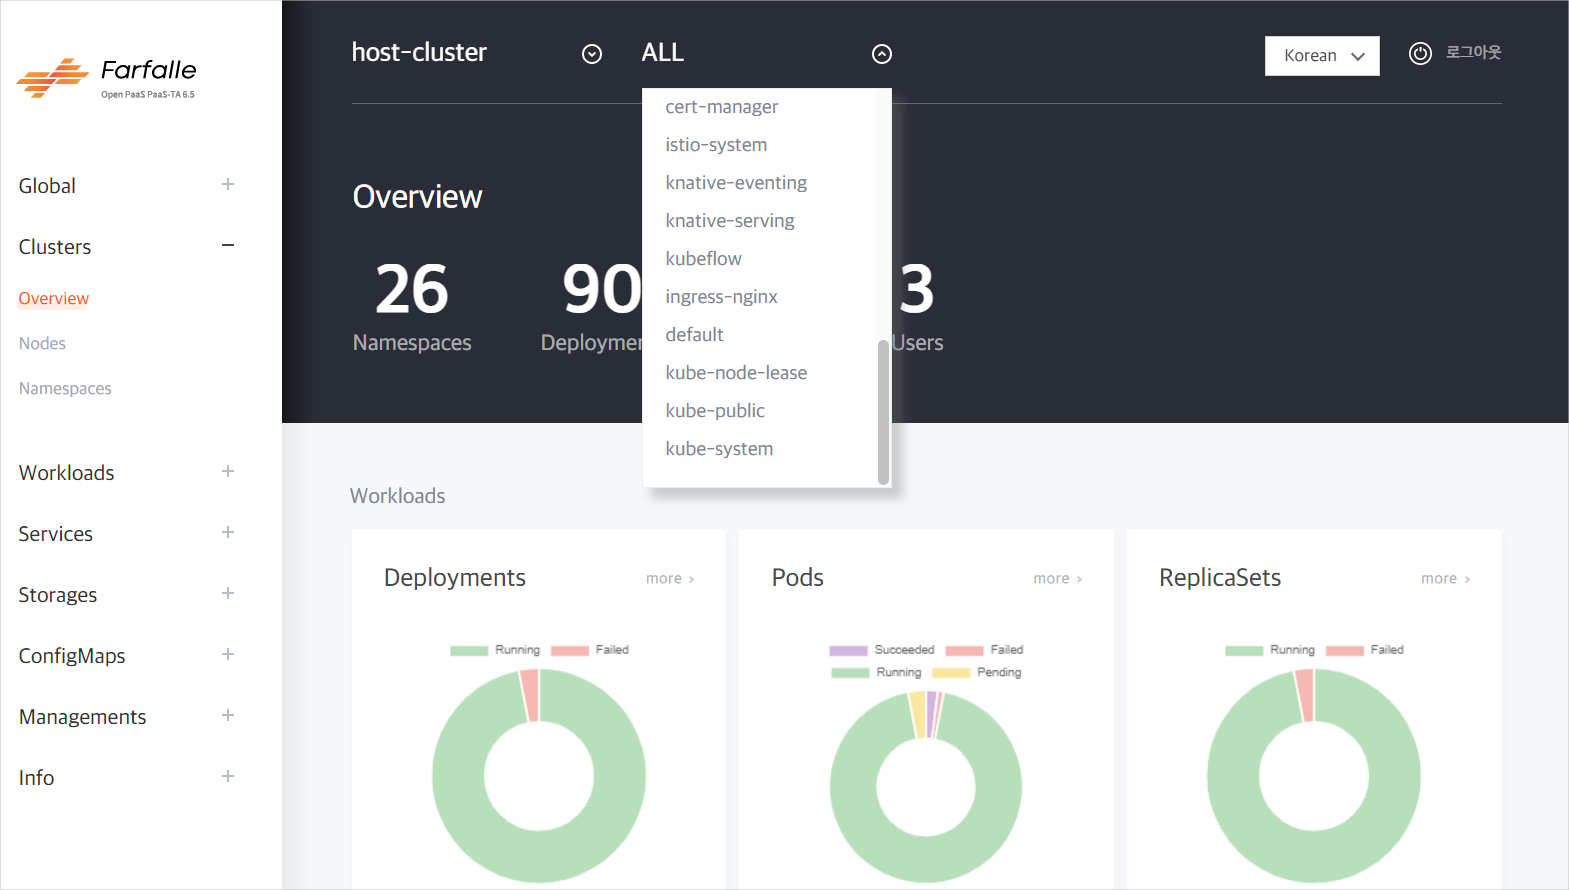 Farfalle
Open PaaS PaaS-TA 6.5
Global
Clusters
Overview
Nodes
Namespaces
Workloads
Services
Storages
ConfigMaps
Managements
Info
host-cluster
ALL
Korean
로그아웃
cert-manager
istio-system
knative-eventing
knative-serving
kubeflow
ingress-nginx
default
kube-node-lease
kube-public
kube-system
Overview
26
Namespaces
90
Deploymen
3
Users
Workloads
Deployments
more >
Running Failed
Pods
more >
Succeeded Failed
Running Pending
ReplicaSets
more >
Running Failed